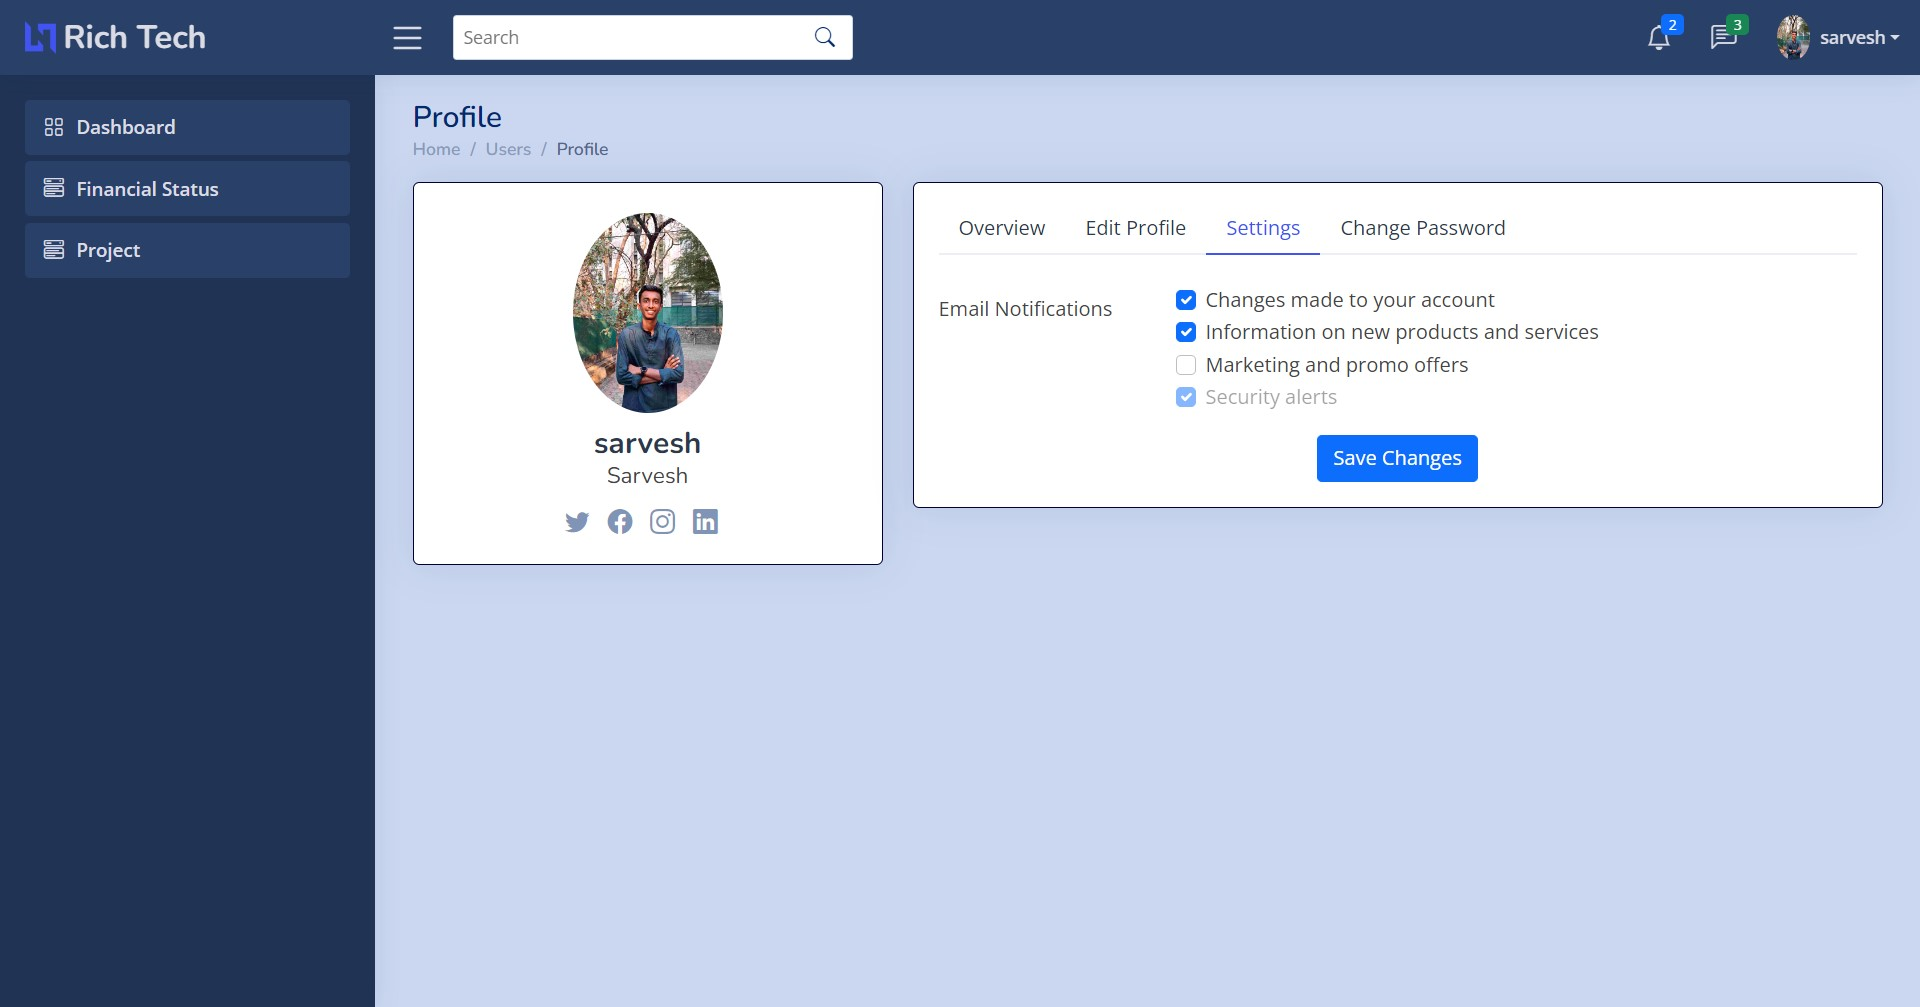 Rich Tech
Search
2
3
sarvesh
Dashboard
Financial Status
Project
Profile
Home / Users / Profile
sarvesh
Sarvesh
Overview Edit Profile Settings Change Password
Email Notifications
Changes made to your account
Information on new products and services
Marketing and promo offers
Security alerts
Save Changes